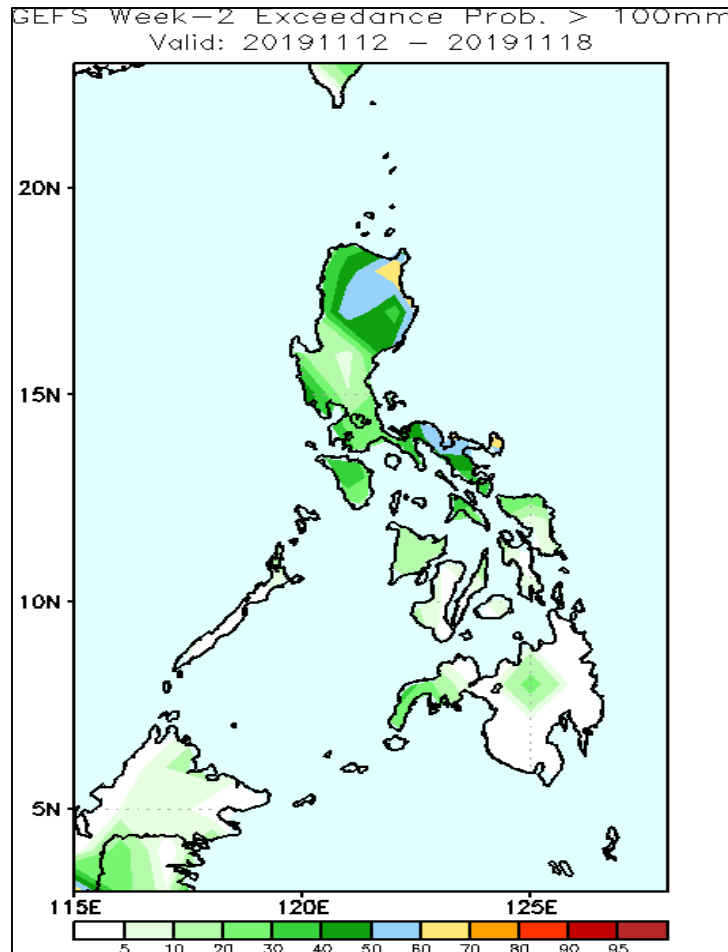 GEFS Week-2 Exceedance Prob. > 100mm
Valid: 20191112 - 20191118
20N
15N
10N
5N
115E 120E 125E
5 10 20 30 40 50 60 70 80 90 95